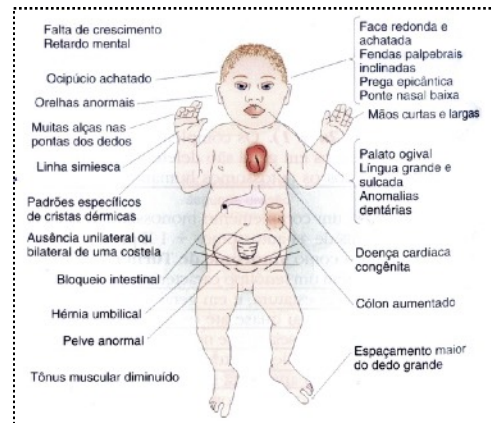 Falta de crescimento
Retardo mental
Ocipúcio achatado
Orelhas anormais
Muitas alças nas
pontas dos dedos
Linha simiesca
Padrões específicos
de cristas dérmicas
Ausência unilateral ou
bilateral de uma costela
Bloqueio intestinal
Hérnia umbilical
Pelve anormal
Tônus muscular diminuído
Face redonda e
achatada
Fendas palpebrais
inclinadas
Prega epicântica
Ponte nasal baixa
Mãos curtas e largas
Palato ogival
Língua grande e
sulcada
Anomalias
dentárias
Doença cardíaca
congênita
Cólon aumentado
Espaçamento maior
do dedo grande